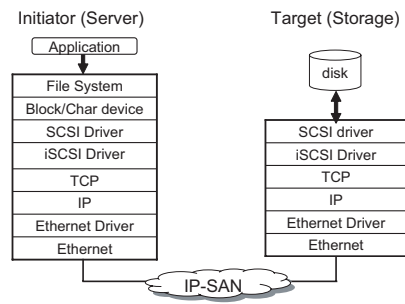 Initiator (Server)
Application
File System
Block/Char device
SCSI Driver
iSCSI Driver
TCP
IP
Ethernet Driver
Ethernet
Target (Storage)
disk
SCSI driver
iSCSI Driver
TCP
IP
Ethernet Driver
Ethernet
IP-SAN